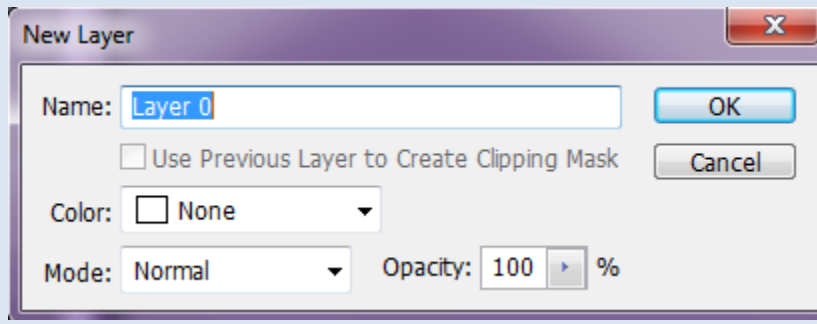 New Layer
Name: Layer 0 OK
Use Previous Layer to Create Clipping Mask Cancel
Color: None
Mode: Normal Opacity: 100 %